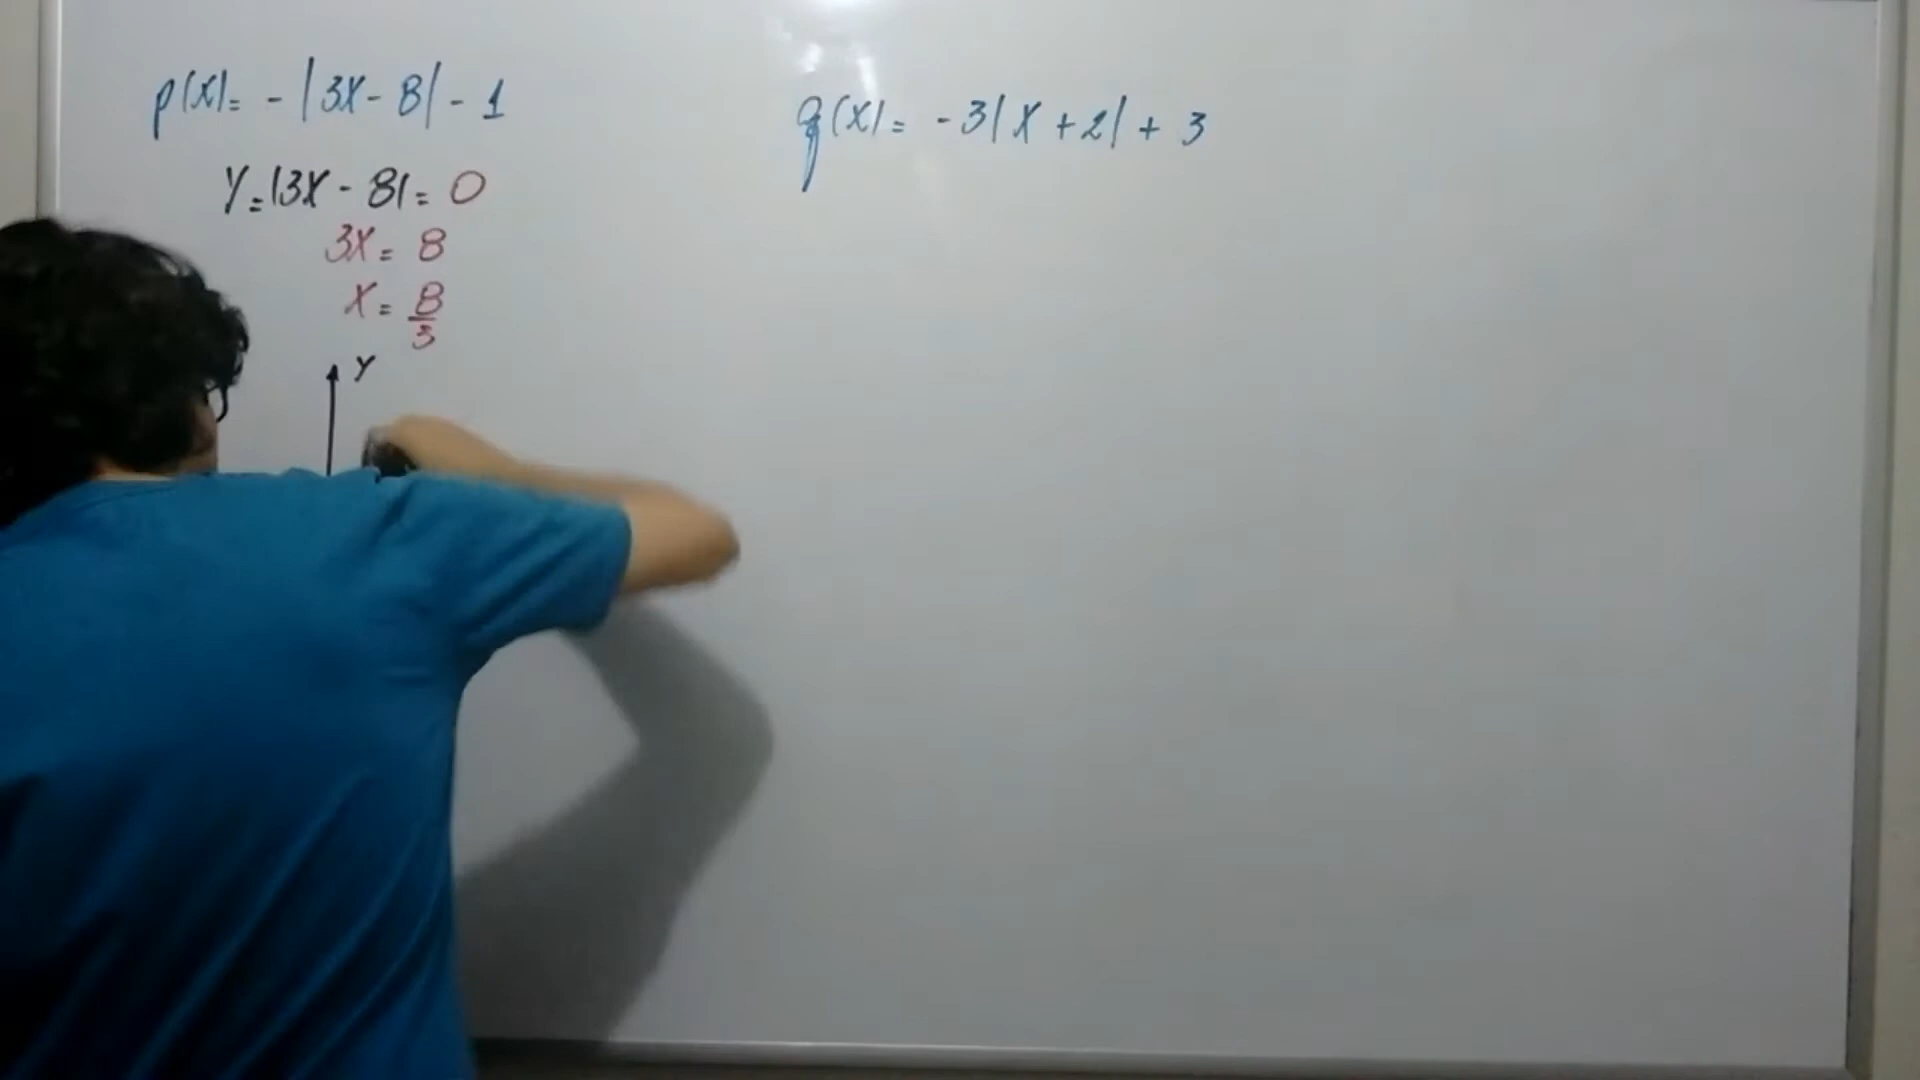 p(x) = - |3x - 8| - 1
y = |3x - 8| = 0
3x = 8
x = 8/3
y
q(x) = -3|x + 2| + 3